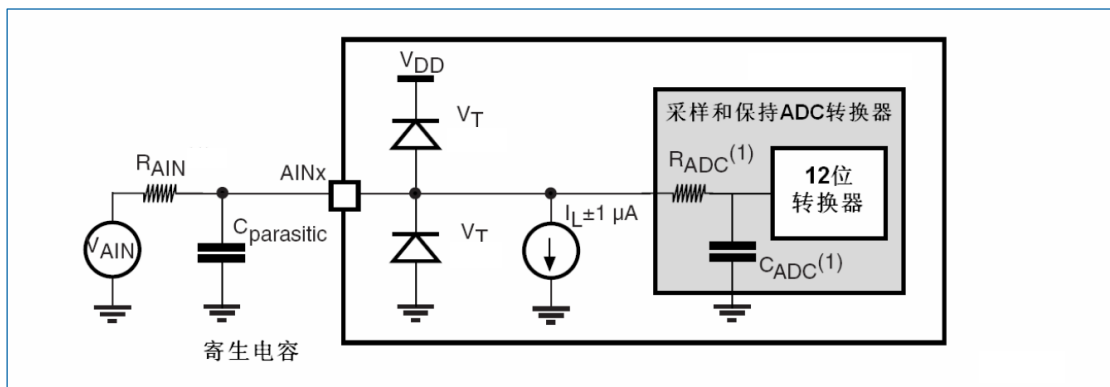 VDD
VT
采样和保持ADC转换器
RAIN
AINx
RADC(1)
12位
转换器
VAIN
Cparasitic
VT
IL±1 μA
CADC(1)
寄生电容